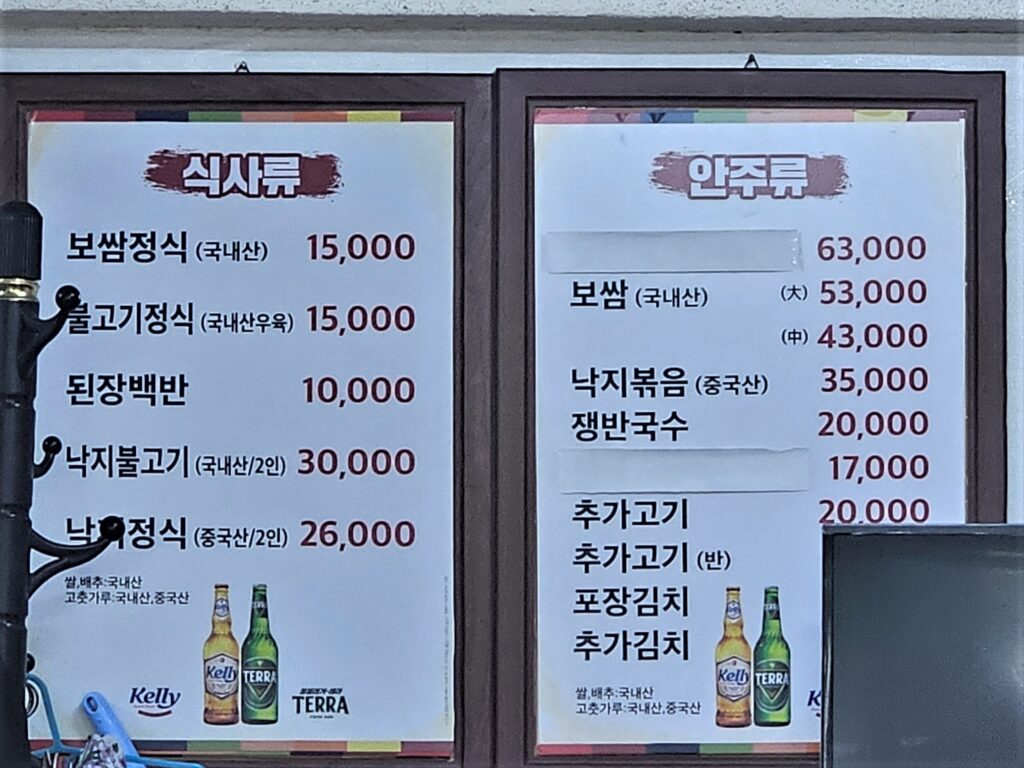 식사류
보쌈정식 (국내산) 15,000
불고기정식 (국내산우육) 15,000
된장백반 10,000
낙지불고기 (국내산/2인) 30,000
낙지정식 (중국산/2인) 26,000
쌀,배추:국내산
고춧가루:국내산,중국산
Kelly
TERRA
Kelly
TERRA
안주류
63,000
보쌈 (국내산) (大) 53,000
(中) 43,000
낙지볶음 (중국산) 35,000
쟁반국수 20,000
17,000
추가고기 20,000
추가고기 (반)
포장김치
추가김치
쌀,배추:국내산
고춧가루:국내산,중국산
Kelly
TERRA